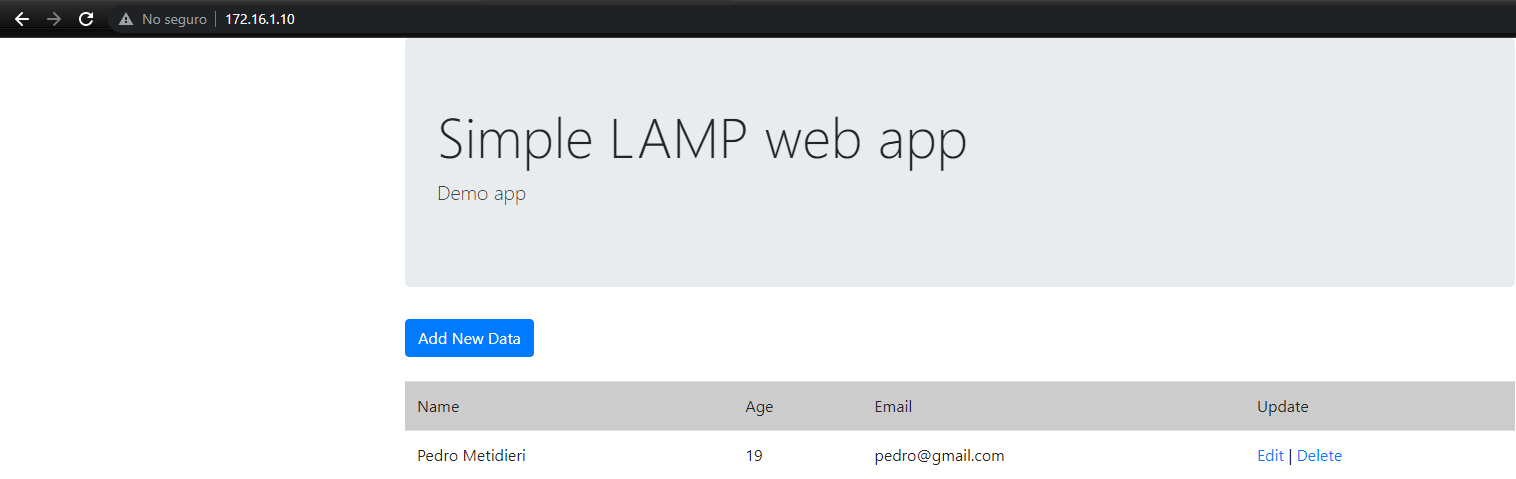 No seguro 172.16.1.10
Simple LAMP web app
Demo app
Add New Data
Name Age Email Update
Pedro Metidieri 19 pedro@gmail.com Edit | Delete